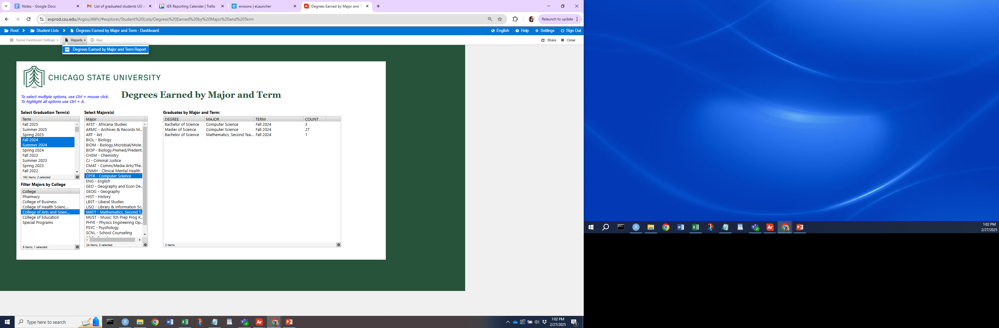 Notes - Google Docs
List of graduated students UG a
IER Reporting Calendar | Trello
evisions | eLauncher
Degrees Earned by Major and T
evprod.csu.edu/Argos/AWV/#explorer/Student%20Lists/Degrees%20Earned%20by%20Major%20and%20Term
Relaunch to update
Root
Student Lists
Degrees Earned by Major and Term - Dashboard
English
Help
Settings
Sign Out
Saved Dashboard Settings
Reports
Run
Share
Close
CSV
Degrees Earned by Major and Term Report
CHICAGO STATE UNIVERSITY
1867
To select multiple options, use Ctrl + mouse click.
To highlight all options use Ctrl + A.
Degrees Earned by Major and Term
Select Graduation Term(s)
Term
Fall 2025
Summer 2025
Spring 2025
Fall 2024
Summer 2024
Spring 2024
Fall 2023
Summer 2023
Spring 2023
Fall 2022
162 items, 2 selected
Filter Majors by College
College
Pharmacy
College of Business
College of Health Scienc...
College of Arts and Scien...
College of Education
Special Programs
6 items, 1 selected
Select Majors(s)
Major
AFST - Africana Studies
ARMC - Archives & Records M...
ART - Art
BIOL - Biology
BIOM - Biology,Microbial/Mole.
BIOP - Biology,Premed/Predent.
CHEM - Chemistry
CJ - Criminal Justice
CMAT - Comm/Media Arts/The..
CNMH - Clinical Mental Health
CPTR - Computer Science
ENG - English
GEO - Geography and Econ De..
GEOG - Geography
HIST - History
LBST - Liberal Studies
LISO - Library & Information Sc.
MATT - Mathematics, Second T..
MUST - Music: Tch Prep Prog K..
PHYE - Physics Engineering Op..
PSYC - Psychology
SCNL - School Counseling
24 items, 2 selected
Graduates by Major and Term:
DEGREE MAJOR TERM COUNT
Bachelor of Science Computer Science Fall 2024 3
Master of Science Computer Science Fall 2024 27
Bachelor of Science Mathematics, Second Tea... Fall 2024 1
3 items
Type here to search
1:02 PM
2/27/2025
1
1:02 PM
2/27/2025